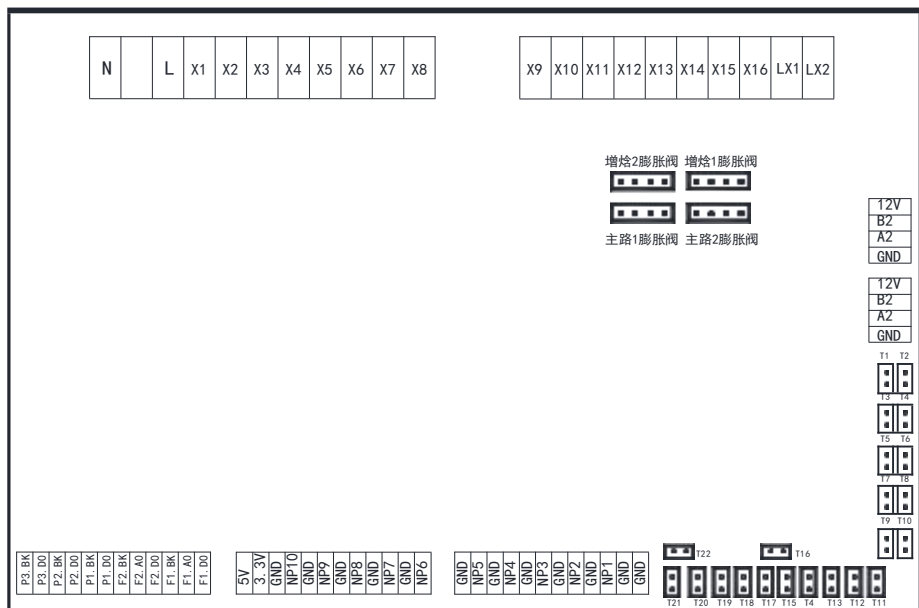 N L X1 X2 X3 X4 X5 X6 X7 X8
X9 X10 X11 X12 X13 X14 X15 X16 LX1 LX2
增焓2膨胀阀 增焓1膨胀阀
主路1膨胀阀 主路2膨胀阀
12V
B2
A2
GND
12V
B2
A2
GND
T1 T2
T3 T4
T5 T6
T7 T8
T9 T10
P3.BK P3.DO P2.BK P2.DO P1.BK P1.DO F2.BK F2.AO F2.DO F1.BK F1.AO F1.DO
5V 3.3V GND NP10 GND NP9 GND NP8 GND NP7 GND NP6
GND NP5 GND NP4 GND NP3 GND NP2 GND NP1 GND GND
T22 T16
T21 T20 T19 T18 T17 T15 T4 T13 T12 T11